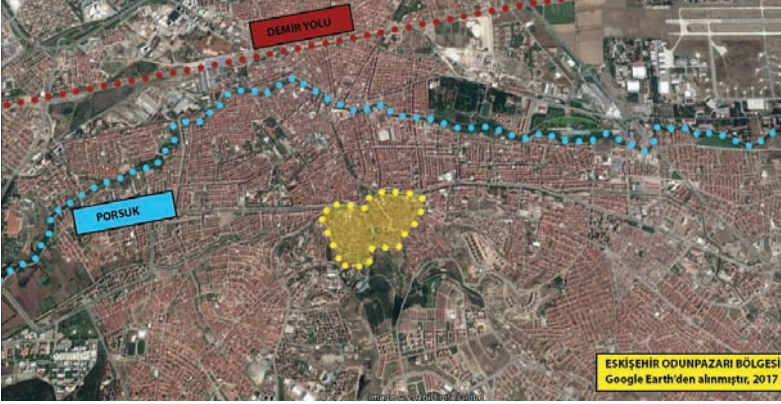 DEMİR YOLU
PORSUK
ESKİŞEHİR ODUNPAZARI BÖLGESİ
Google Earth'den alınmıştır, 2017